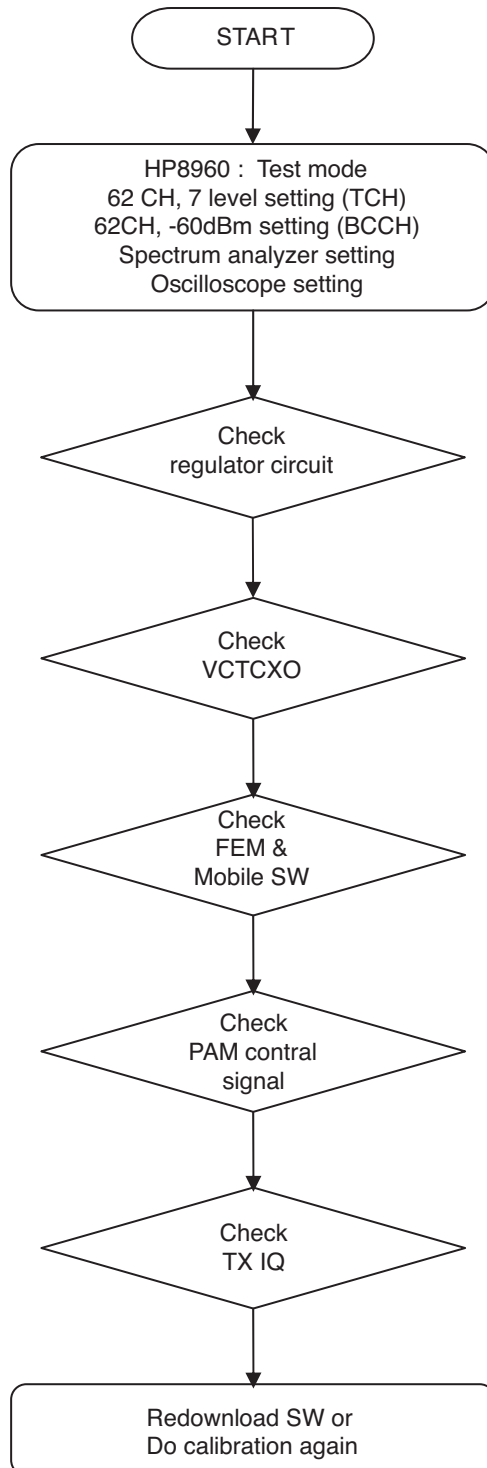 START
HP8960 : Test mode
62 CH, 7 level setting (TCH)
62CH, -60dBm setting (BCCH)
Spectrum analyzer setting
Oscilloscope setting
Check
regulator circuit
Check
VCTCXO
Check
FEM &
Mobile SW
Check
PAM contral
signal
Check
TX IQ
Redownload SW or
Do calibration again